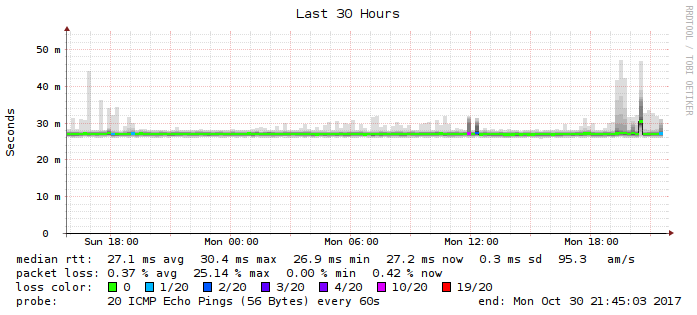 Last 30 Hours
RRDTOOL / TOBI OETIKER
Seconds
50 m
40 m
30 m
20 m
10 m
0
Sun 18:00 Mon 00:00 Mon 06:00 Mon 12:00 Mon 18:00
median rtt: 27.1 ms avg 30.4 ms max 26.9 ms min 27.2 ms now 0.3 ms sd 95.3 am/s
packet loss: 0.37 % avg 25.14 % max 0.00 % min 0.42 % now
loss color: 0 1/20 2/20 3/20 4/20 10/20 19/20
probe: 20 ICMP Echo Pings (56 Bytes) every 60s end: Mon Oct 30 21:45:03 2017